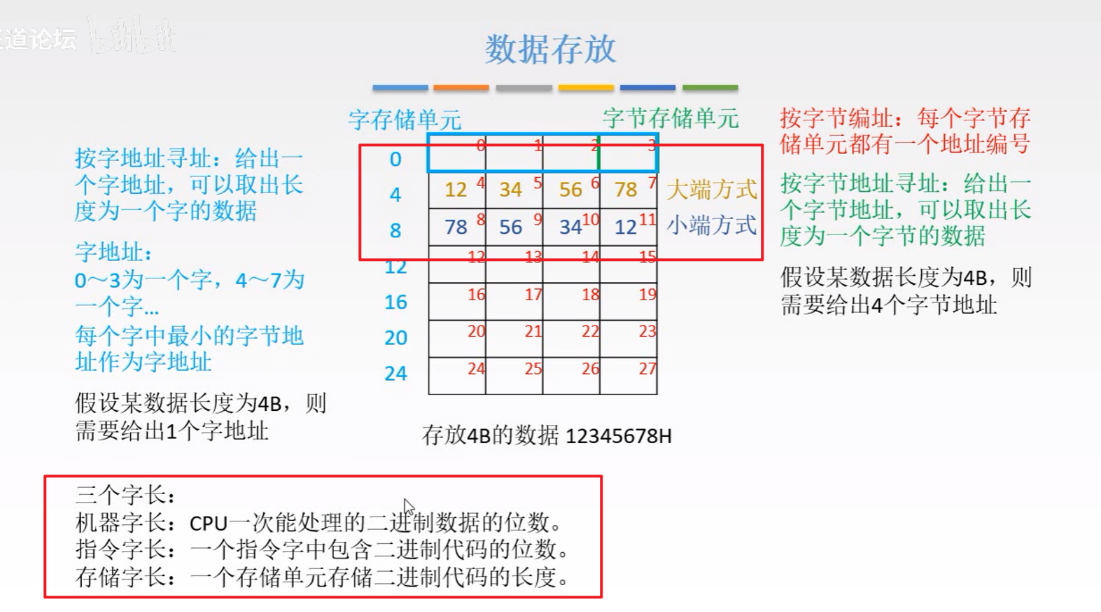 道论坛
数据存放
字存储单元
字节存储单元
按字地址寻址：给出一
个字地址，可以取出长
度为一个字的数据
字地址：
0～3为一个字，4～7为
一个字…
每个字中最小的字节地
址作为字地址
假设某数据长度为4B，则
需要给出1个字地址
0 0 1 2 3
4 12 4 34 5 56 6 78 7 大端方式
8 78 8 56 9 34 10 12 11 小端方式
12 12 13 14 15
16 16 17 18 19
20 20 21 22 23
24 24 25 26 27
存放4B的数据 12345678H
按字节编址：每个字节存
储单元都有一个地址编号
按字节地址寻址：给出一
个字节地址，可以取出长
度为一个字节的数据
假设某数据长度为4B，则
需要给出4个字节地址
三个字长：
机器字长：CPU一次能处理的二进制数据的位数。
指令字长：一个指令字中包含二进制代码的位数。
存储字长：一个存储单元存储二进制代码的长度。